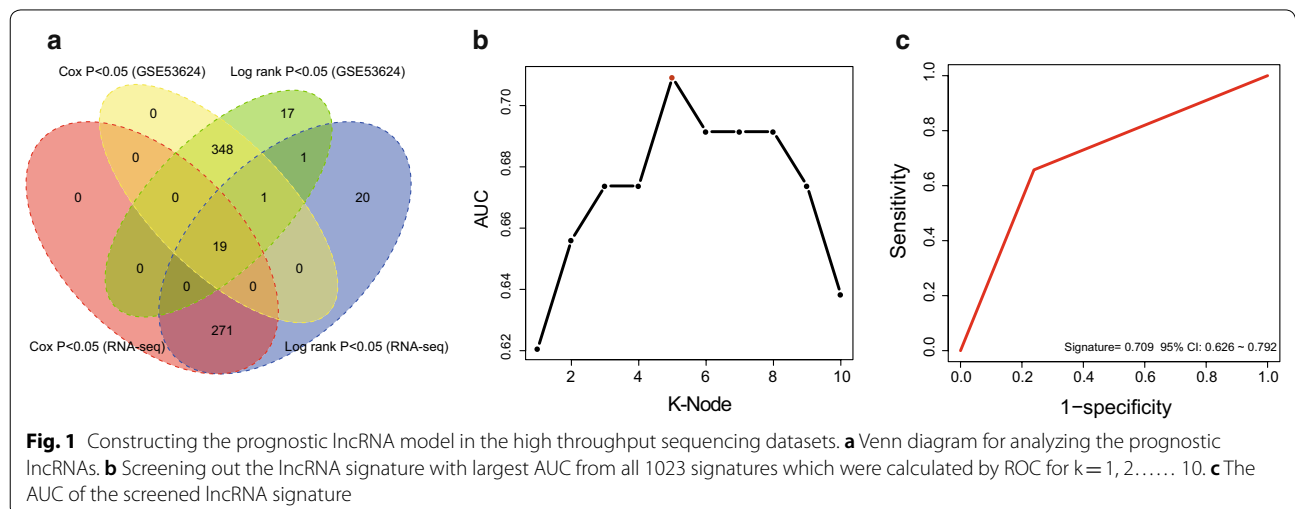 a
Cox P<0.05 (GSE53624)
Log rank P<0.05 (GSE53624)
0
17
0
348
1
0
0
1
20
19
0
0
0
0
271
Cox P<0.05 (RNA-seq)
Log rank P<0.05 (RNA-seq)
b
AUC
0.70
0.68
0.66
0.64
0.62
2
4
6
8
10
K-Node
c
Sensitivity
1.0
0.8
0.6
0.4
0.2
0.0
Signature= 0.709 95% CI: 0.626 ~ 0.792
0.0
0.2
0.4
0.6
0.8
1.0
1-specificity
Fig. 1 Constructing the prognostic lncRNA model in the high throughput sequencing datasets. a Venn diagram for analyzing the prognostic
lncRNAs. b Screening out the lncRNA signature with largest AUC from all 1023 signatures which were calculated by ROC for k = 1, 2…… 10. c The
AUC of the screened lncRNA signature